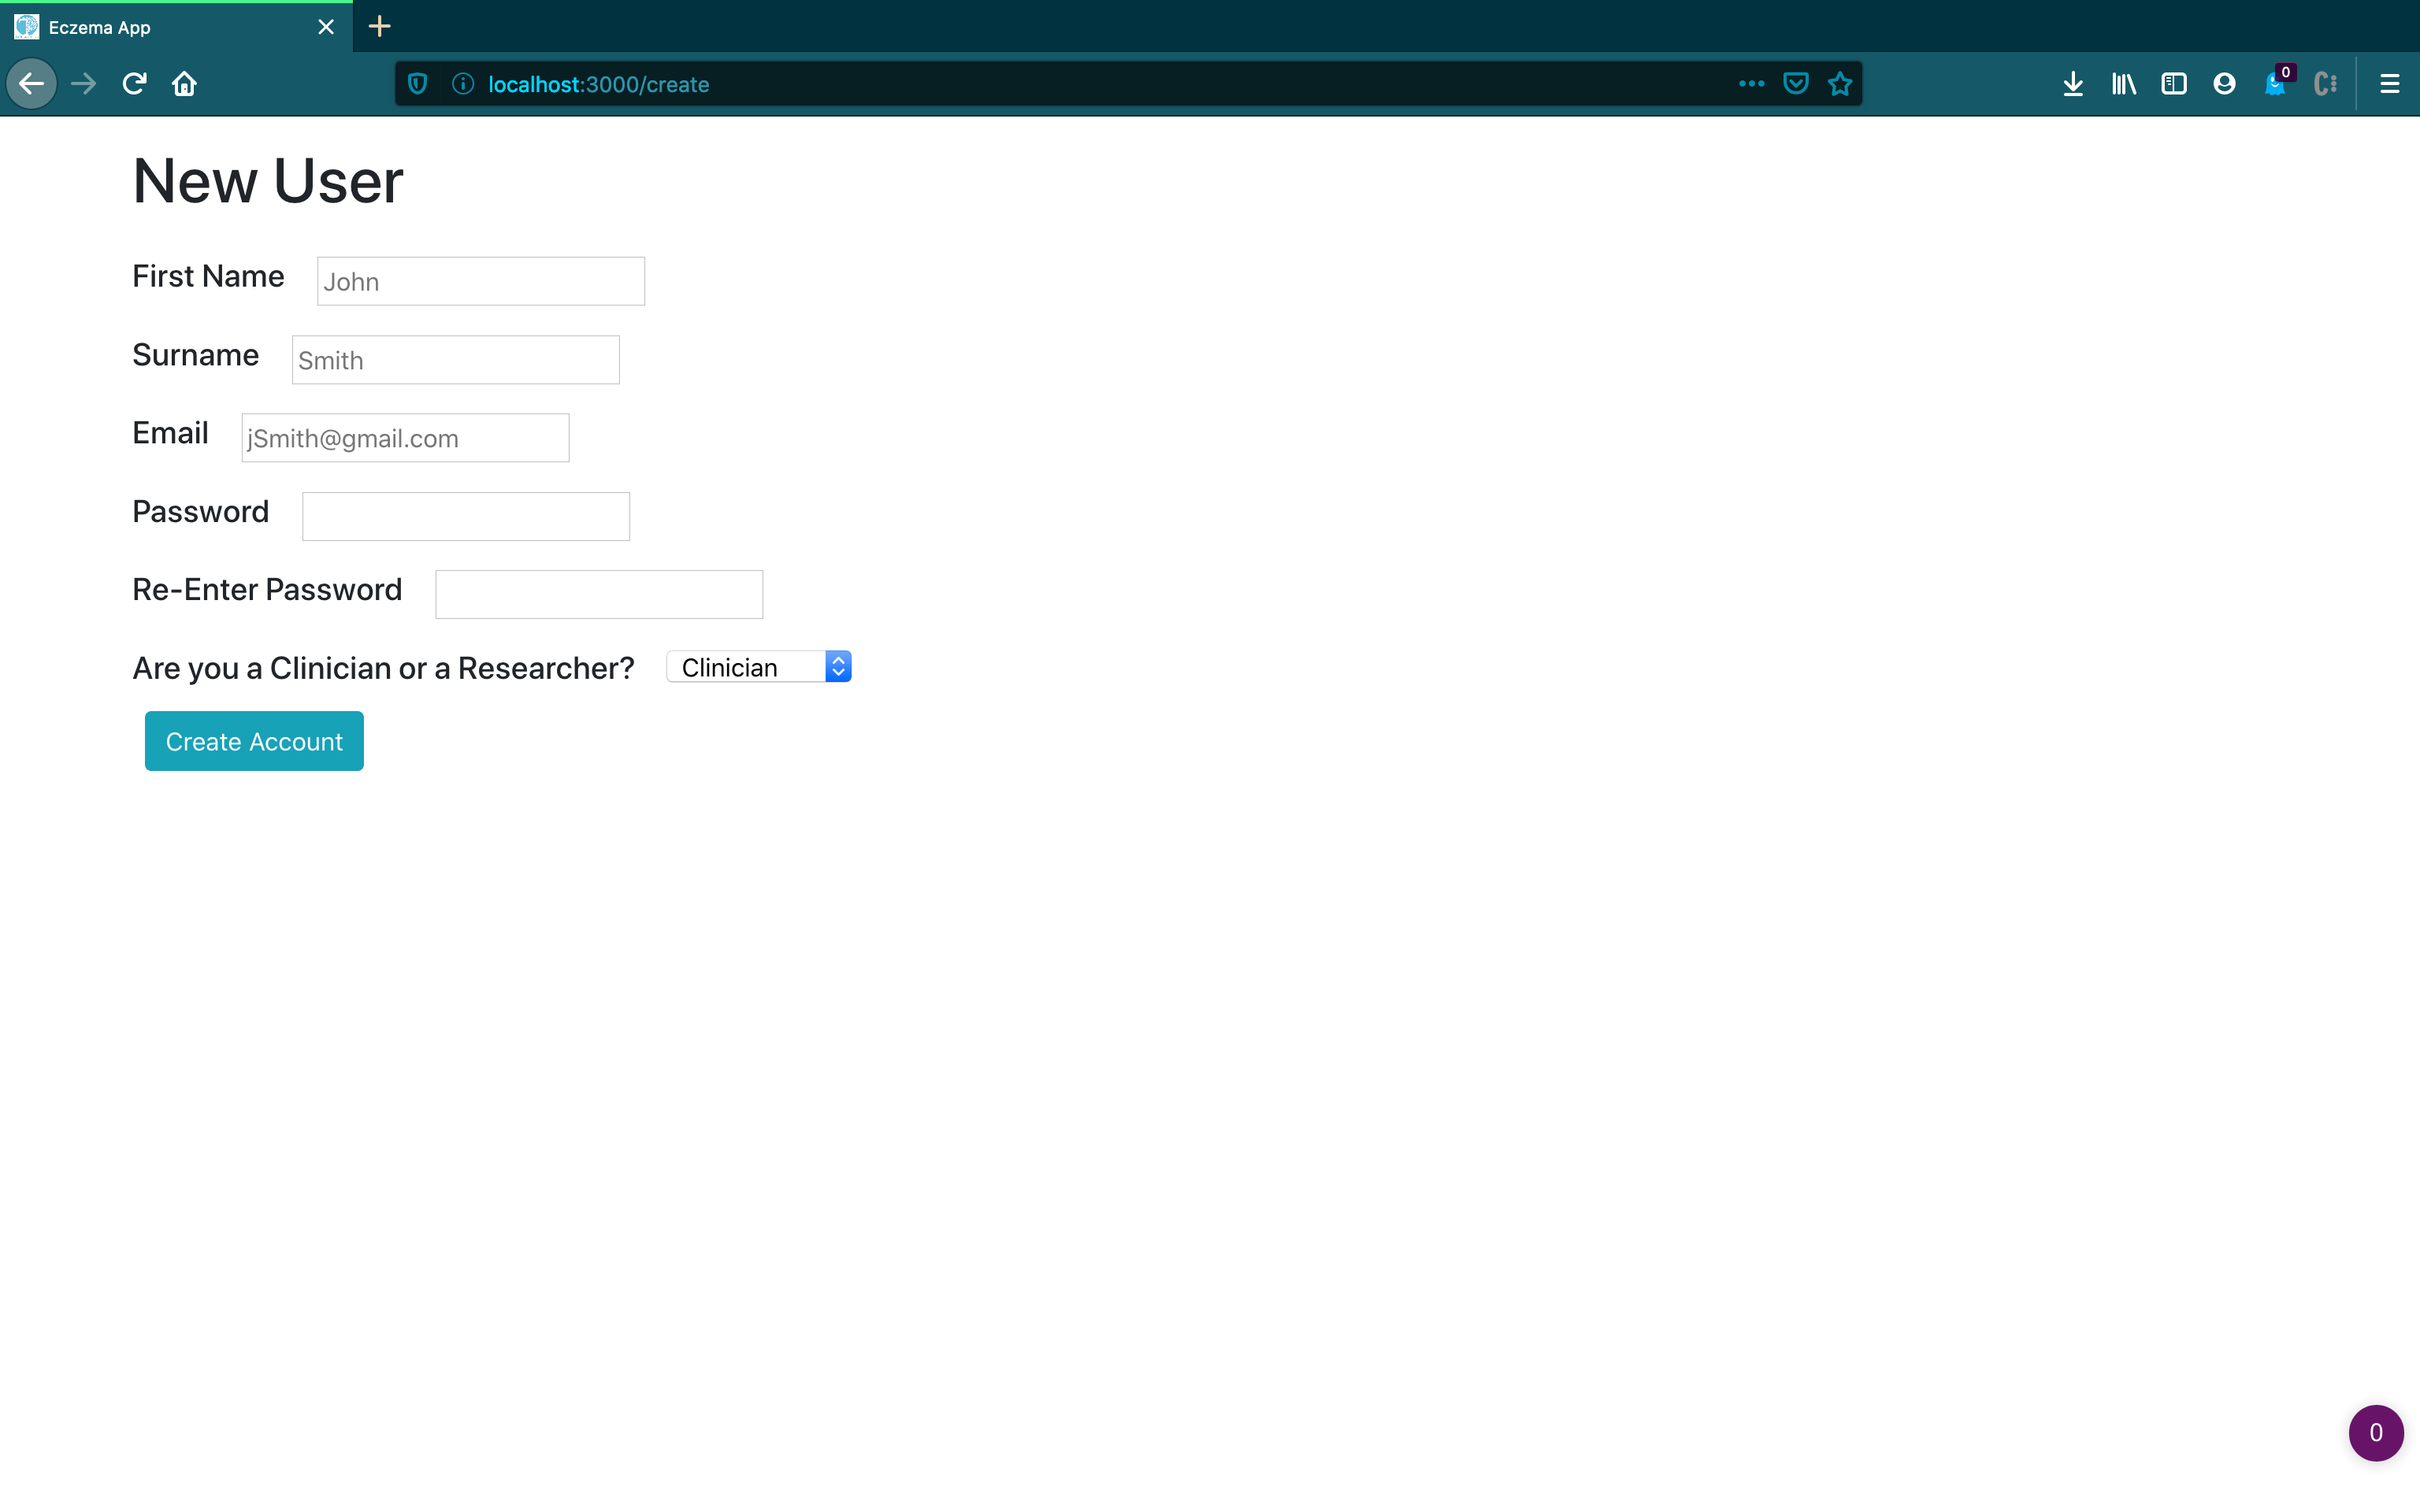 Eczema App
localhost:3000/create
0
New User
First Name John
Surname Smith
Email jSmith@gmail.com
Password
Re-Enter Password
Are you a Clinician or a Researcher? Clinician
Create Account
0